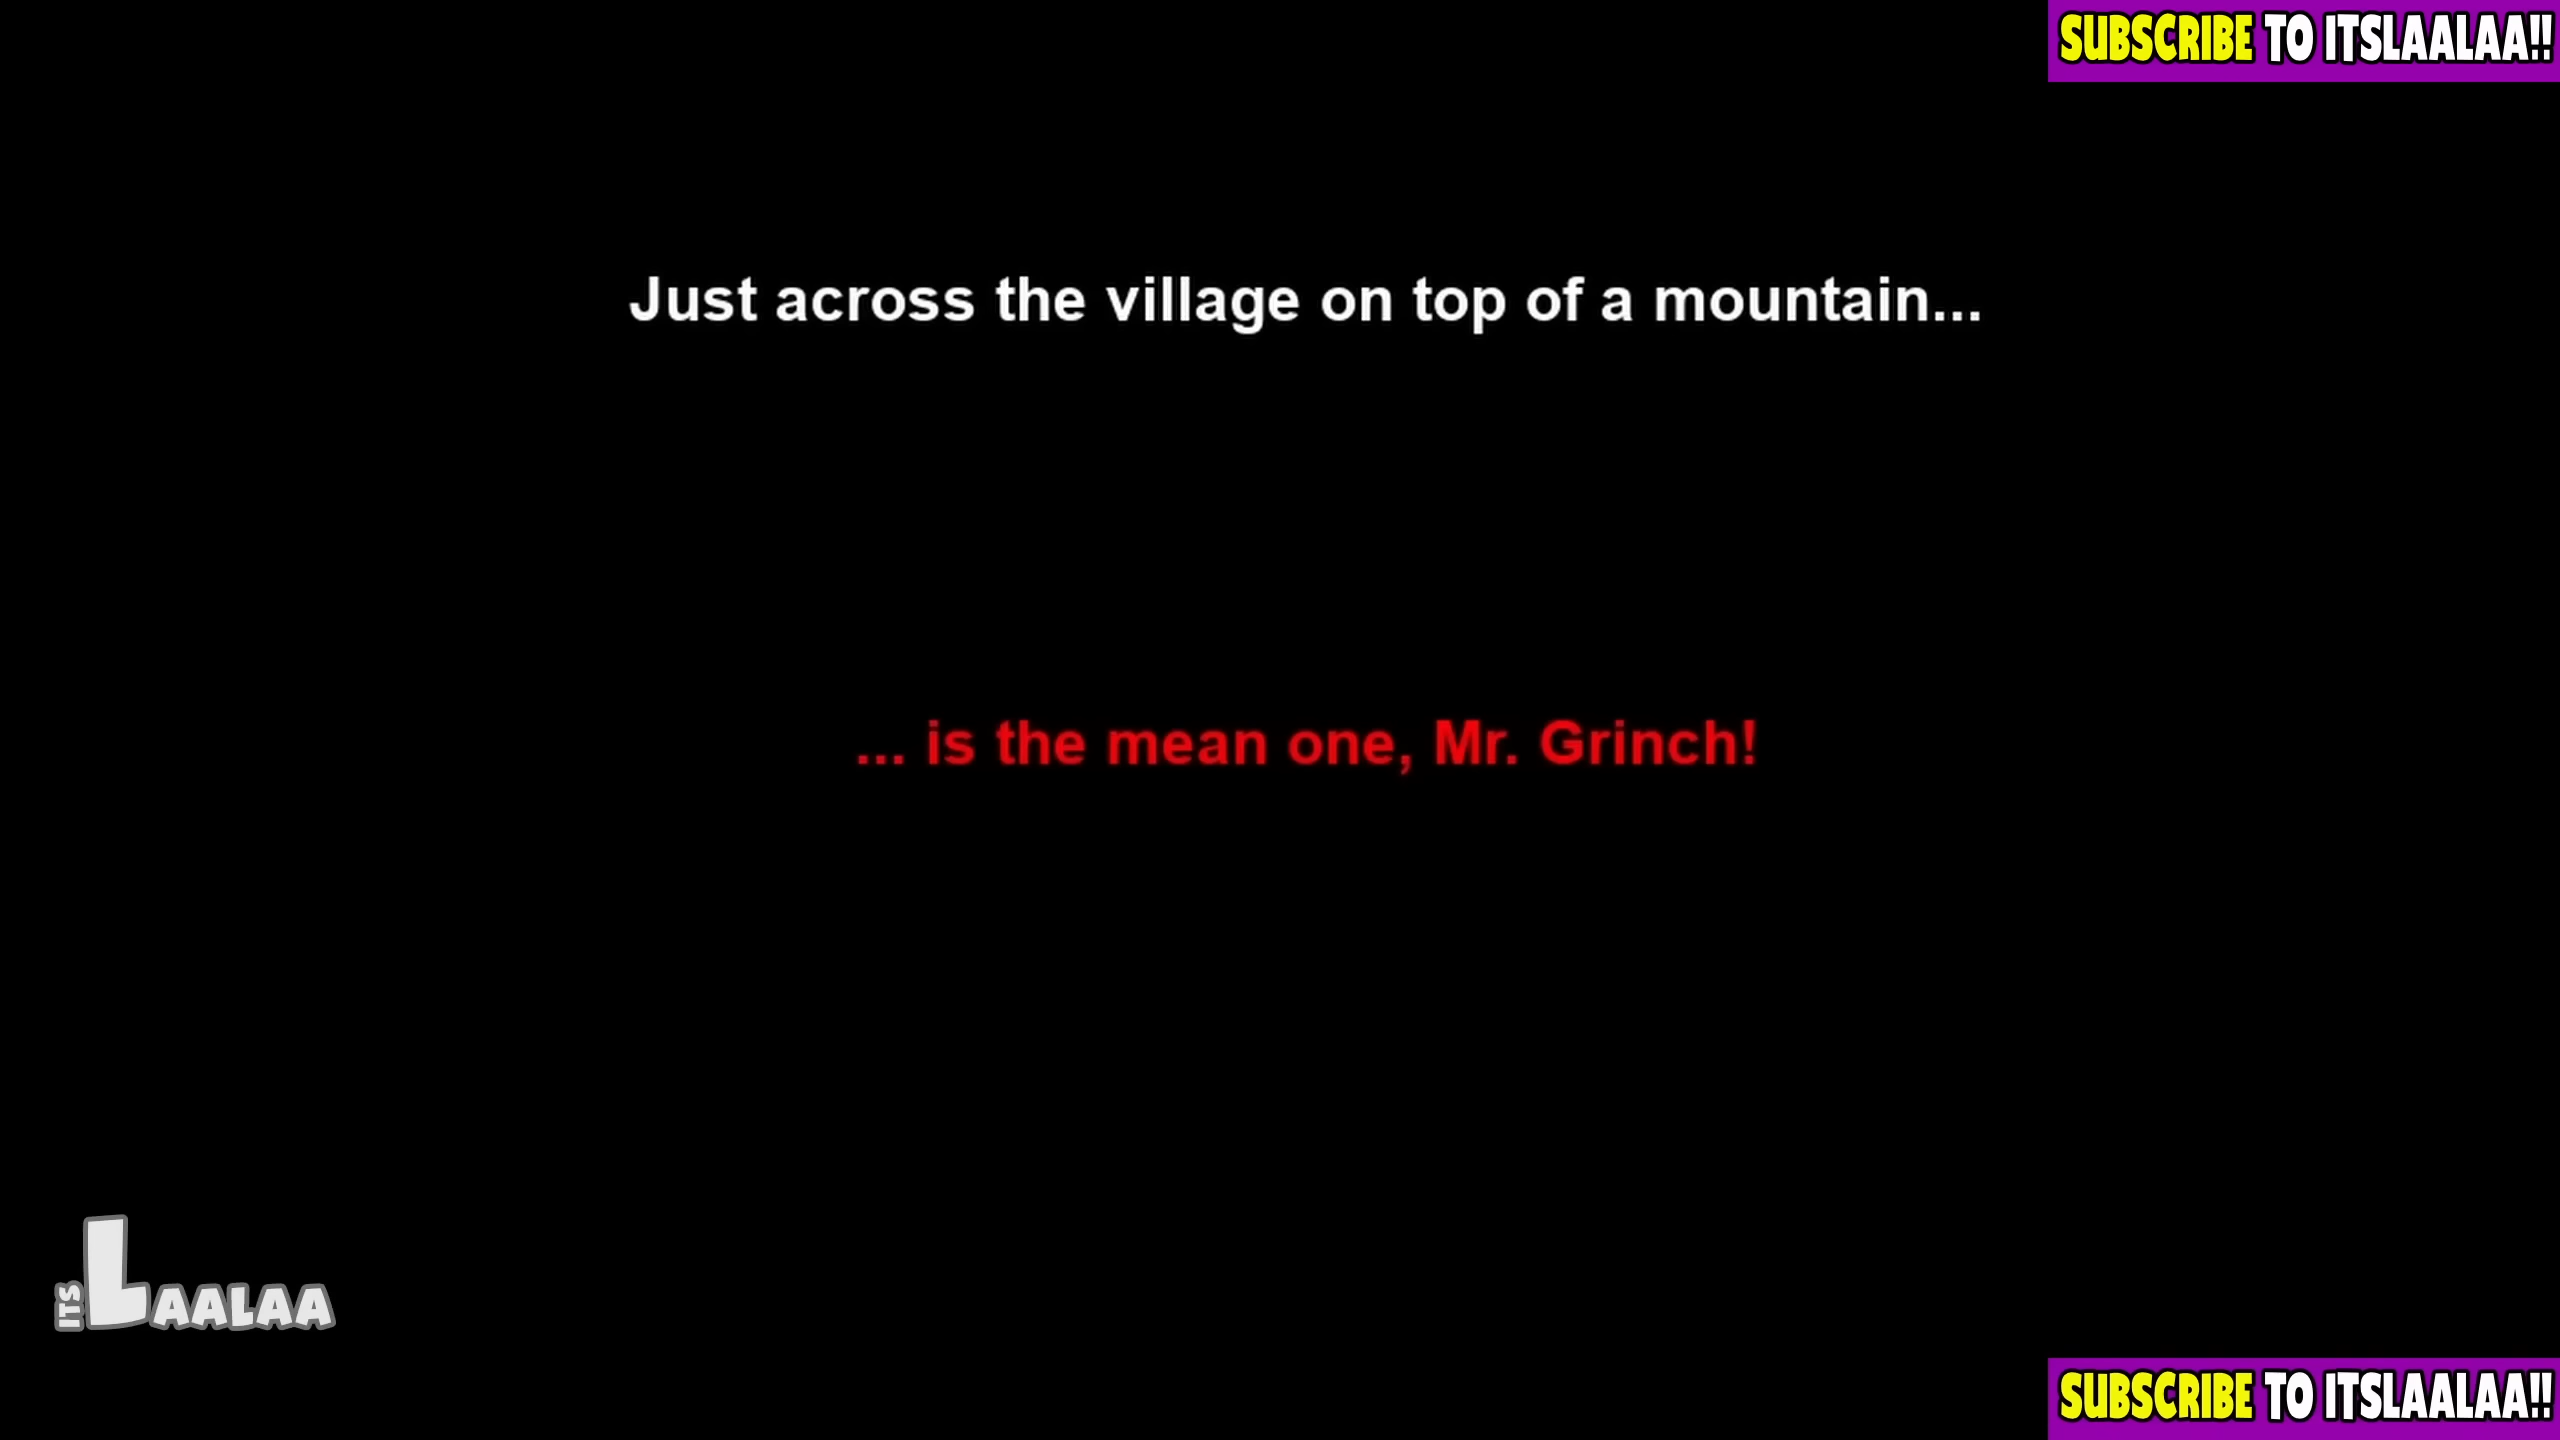 SUBSCRIBE TO ITSLAALAA!!
Just across the village on top of a mountain...
... is the mean one, Mr. Grinch!
ITS LAALAA
SUBSCRIBE TO ITSLAALAA!!